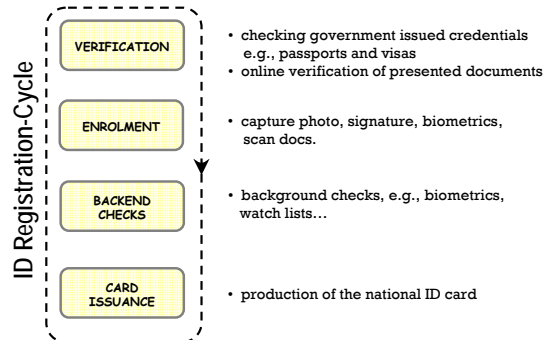 ID Registration-Cycle
VERIFICATION
• checking government issued credentials
e.g., passports and visas
• online verification of presented documents
ENROLMENT
• capture photo, signature, biometrics,
scan docs.
BACKEND
CHECKS
• background checks, e.g., biometrics,
watch lists…
CARD
ISSUANCE
• production of the national ID card